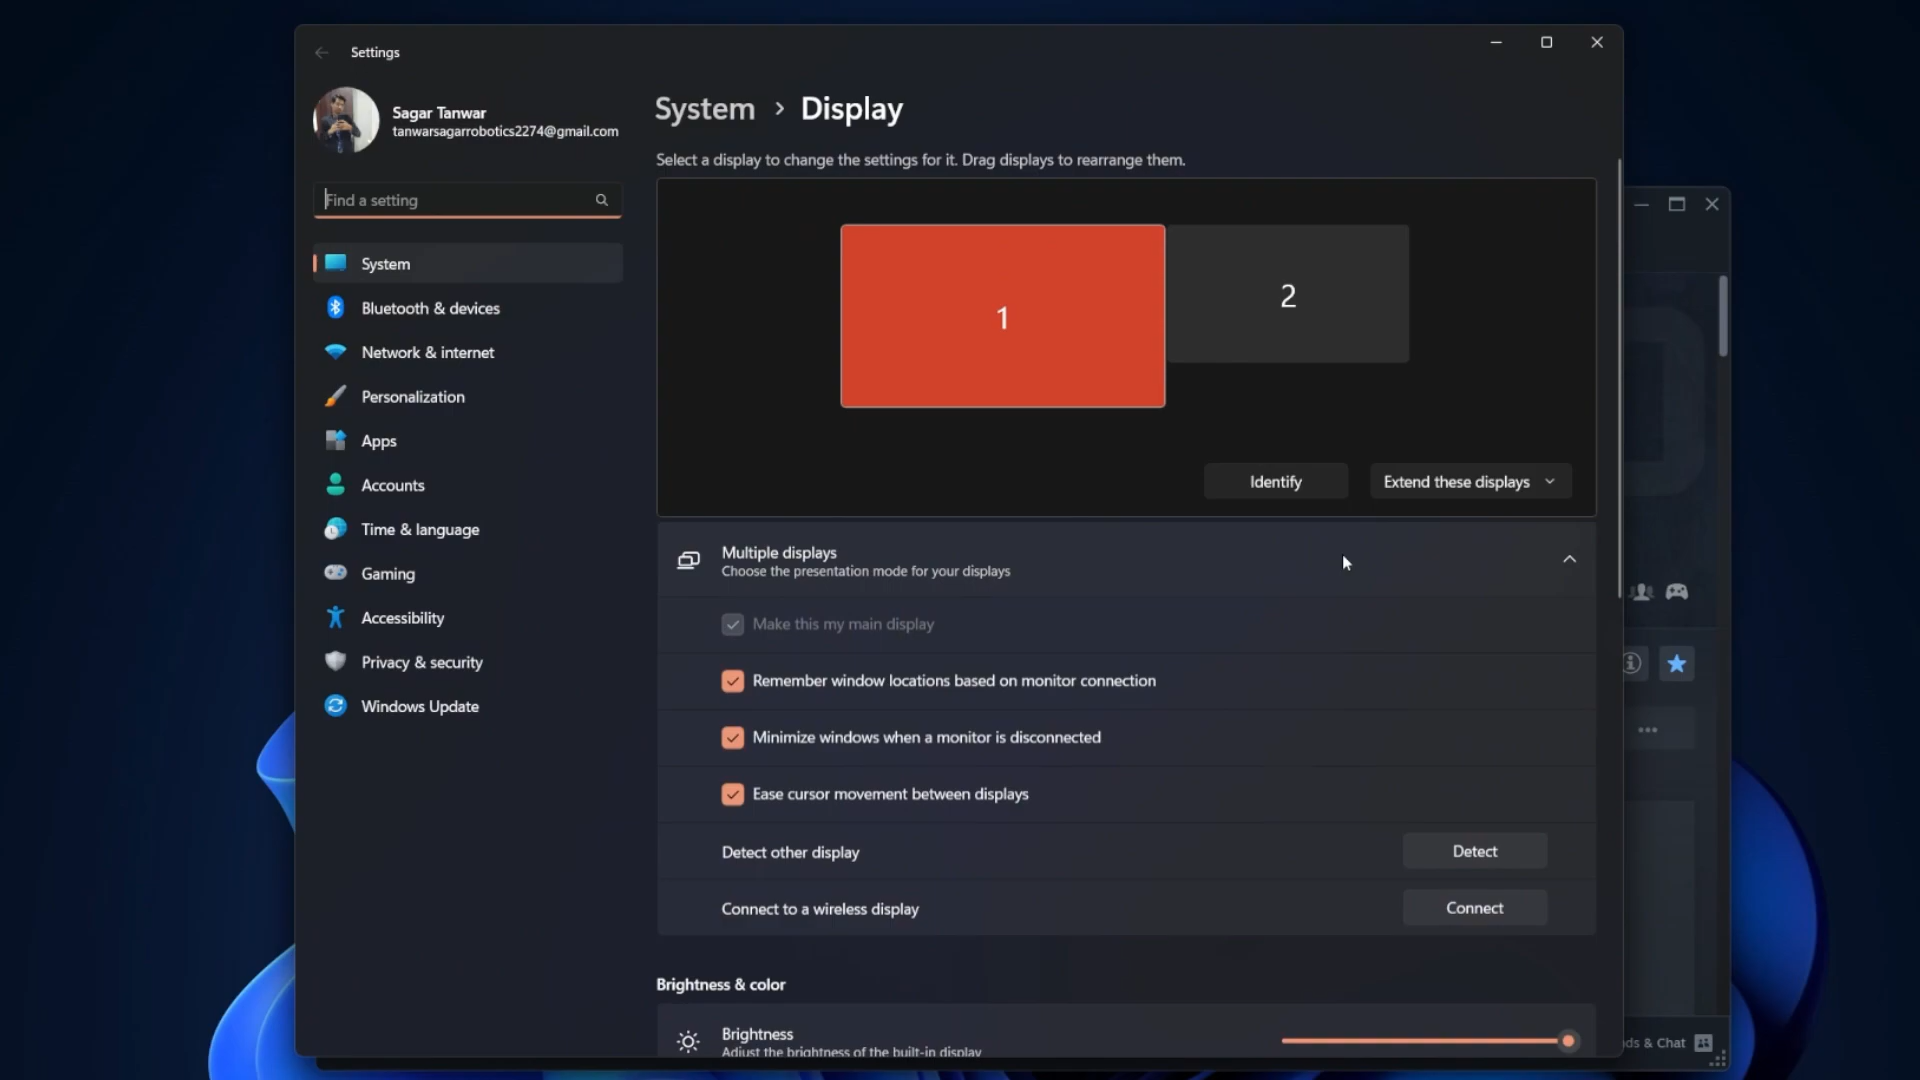 Settings
Sagar Tanwar
tanwarsagarrobotics2274@gmail.com
Find a setting
System
Bluetooth & devices
Network & internet
Personalization
Apps
Accounts
Time & language
Gaming
Accessibility
Privacy & security
Windows Update
System > Display
Select a display to change the settings for it. Drag displays to rearrange them.
1
2
Identify
Extend these displays
Multiple displays
Choose the presentation mode for your displays
Make this my main display
Remember window locations based on monitor connection
Minimize windows when a monitor is disconnected
Ease cursor movement between displays
Detect other display
Detect
Connect to a wireless display
Connect
Brightness & color
Brightness
Adjust the brightness of the built-in display
ds & Chat